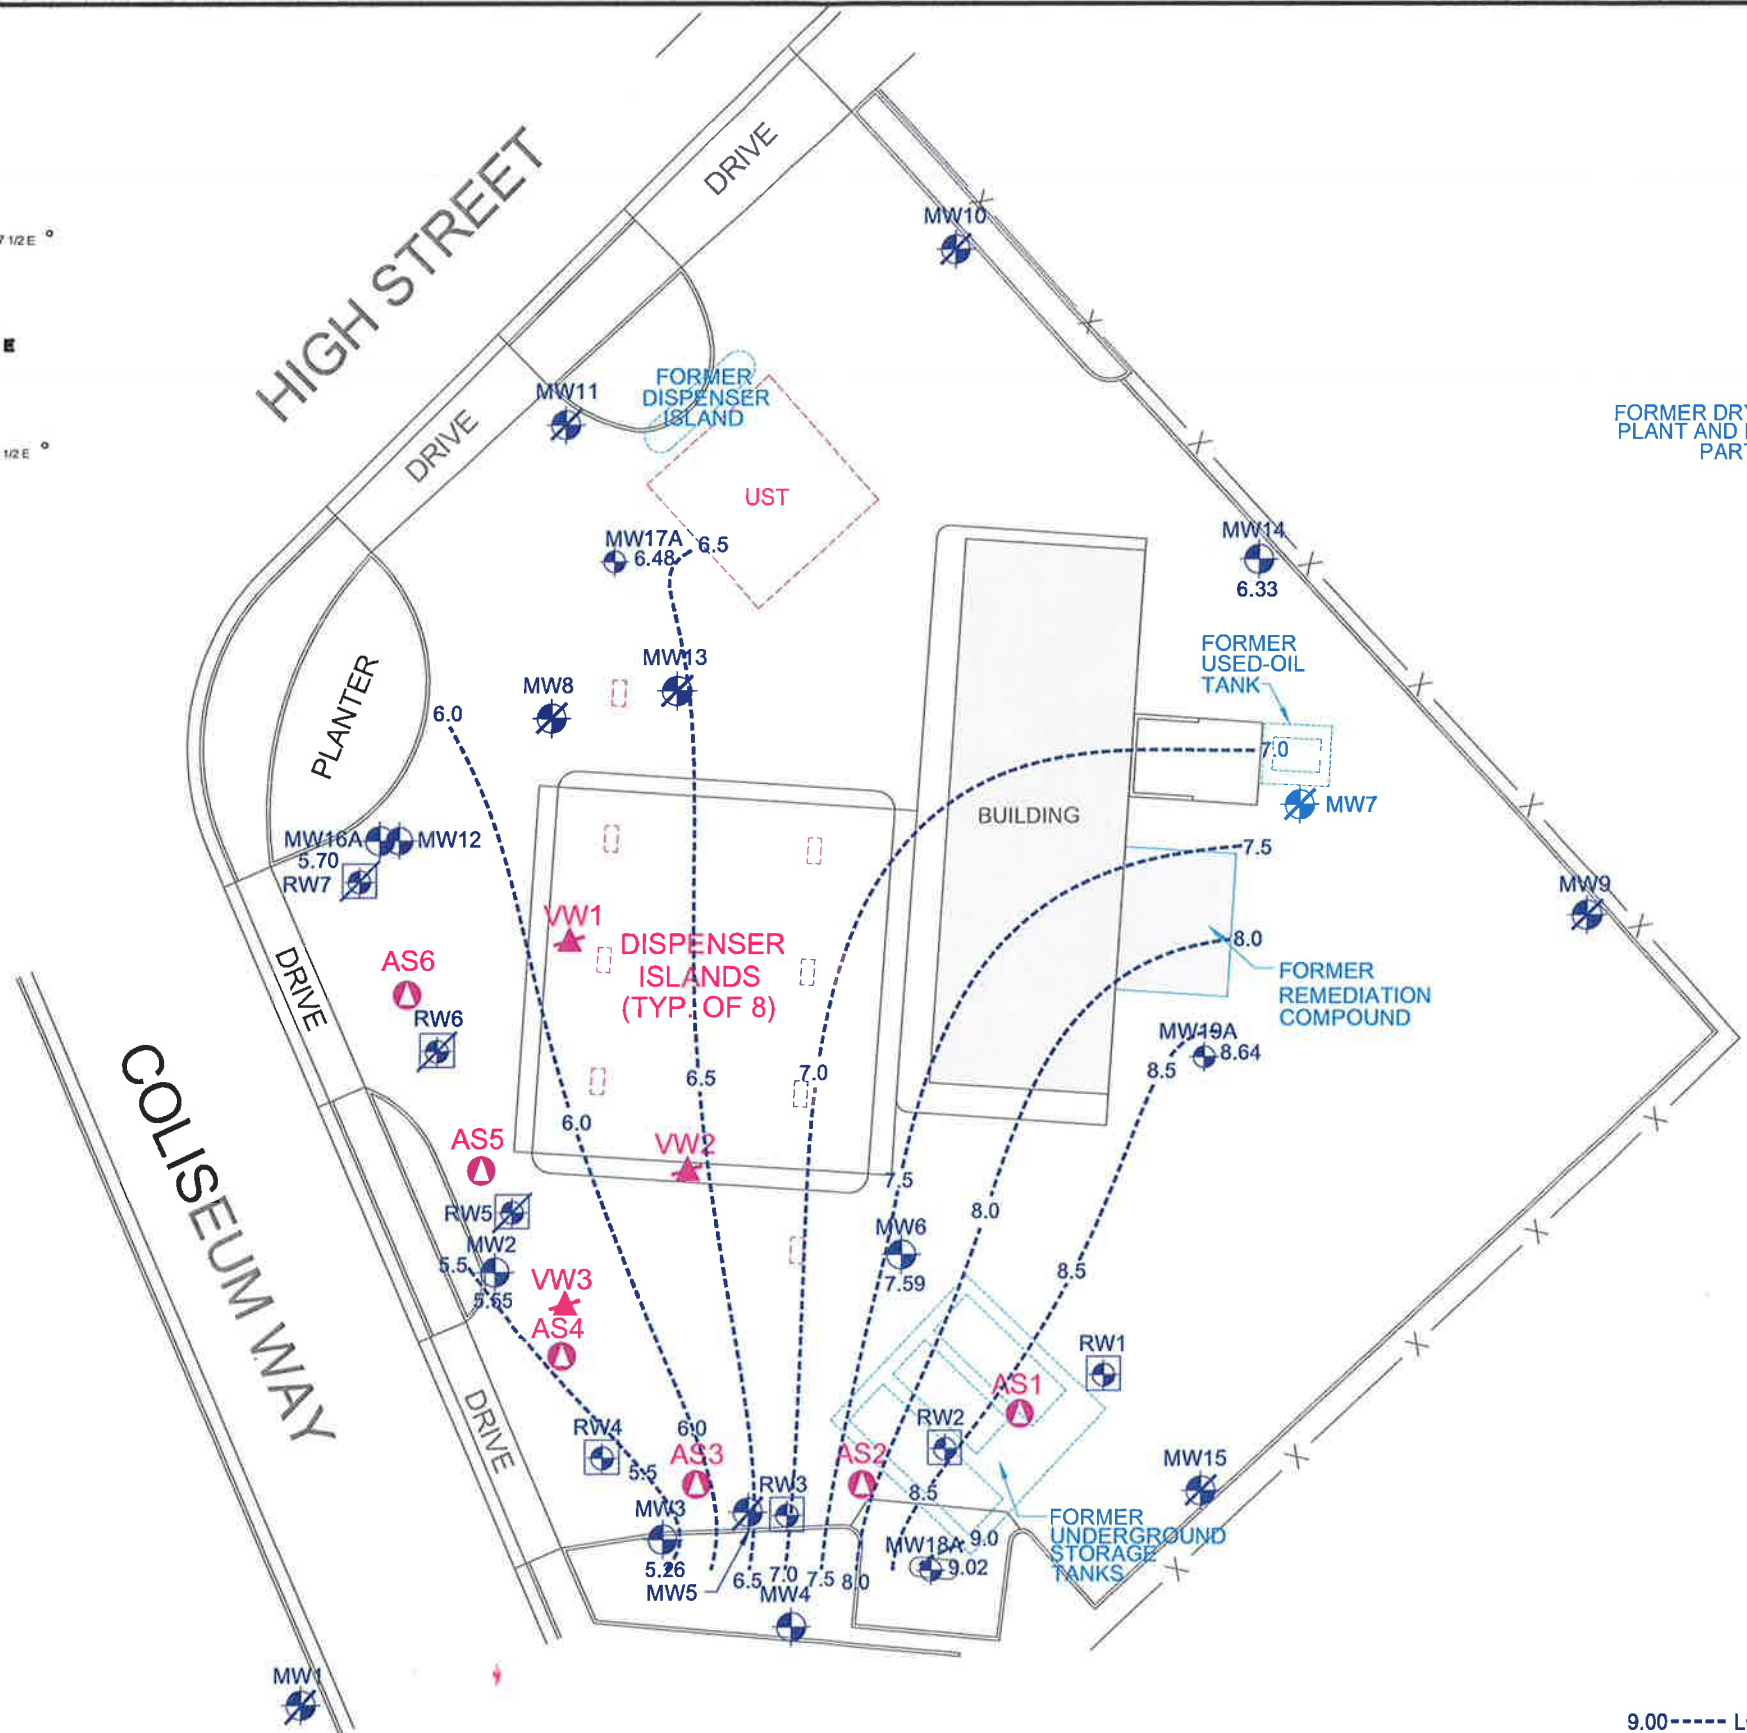 7 1/2 E °
E
1/2 E °
HIGH STREET
DRIVE
MW10
MW11
FORMER
DISPENSER
ISLAND
DRIVE
FORMER DRY
PLANT AND
PART
UST
MW17A
6.48
6.5
MW14
6.33
FORMER
USED-OIL
TANK
MW13
MW8
6.0
PLANTER
7.0
MW7
BUILDING
MW16A
MW12
5.70
RW7
7.5
MW9
VW1
DISPENSER
ISLANDS
(TYP. OF 8)
8.0
FORMER
REMEDIATION
COMPOUND
AS6
DRIVE
RW6
MW19A
8.64
8.5
6.5
7.0
6.0
COLISEUM WAY
AS5
VW2
7.5
RW5
8.0
MW6
7.59
MW2
5.5
5.55
8.5
VW3
AS4
RW1
AS1
DRIVE
RW4
6.0
RW2
AS3
AS2
5.5
MW15
RW3
8.5
MW3
5.26
MW5
FORMER
UNDERGROUND
STORAGE
TANKS
MW18A
9.0
9.02
6.5
7.0
7.5
8.0
MW4
MW1
9.00 ----- L